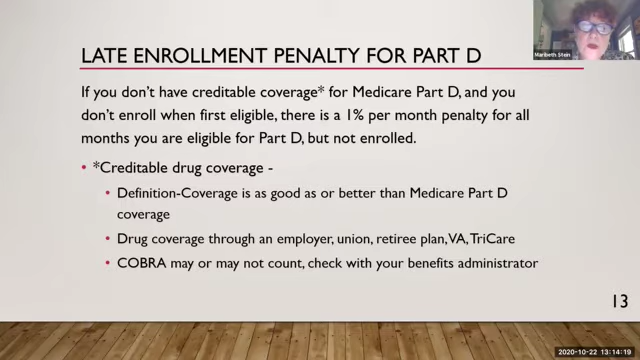 Maribeth Stein
LATE ENROLLMENT PENALTY FOR PART D
If you don't have creditable coverage* for Medicare Part D, and you
don't enroll when first eligible, there is a 1% per month penalty for all
months you are eligible for Part D, but not enrolled.
• *Creditable drug coverage -
• Definition-Coverage is as good as or better than Medicare Part D
coverage
• Drug coverage through an employer, union, retiree plan, VA, TriCare
• COBRA may or may not count, check with your benefits administrator
13
2020-10-22 13:14:19